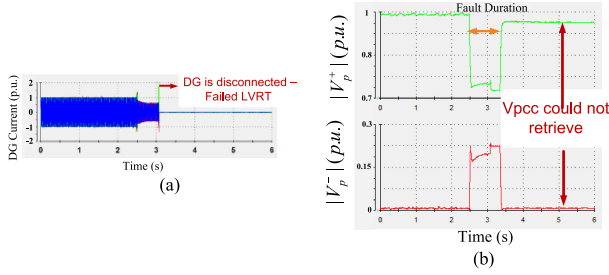 DG is disconnected –
Failed LVRT
DG Current (p.u.)
2
1
0
-1
-2
0
1
2
3
4
5
6
Time (s)
(a)
Fault Duration
|V_p^+| (p.u.)
1
0.9
0.8
0.7
Vpcc could not
retrieve
|V_p^-| (p.u.)
0.3
0.15
0
0
1
2
3
4
5
6
Time (s)
(b)